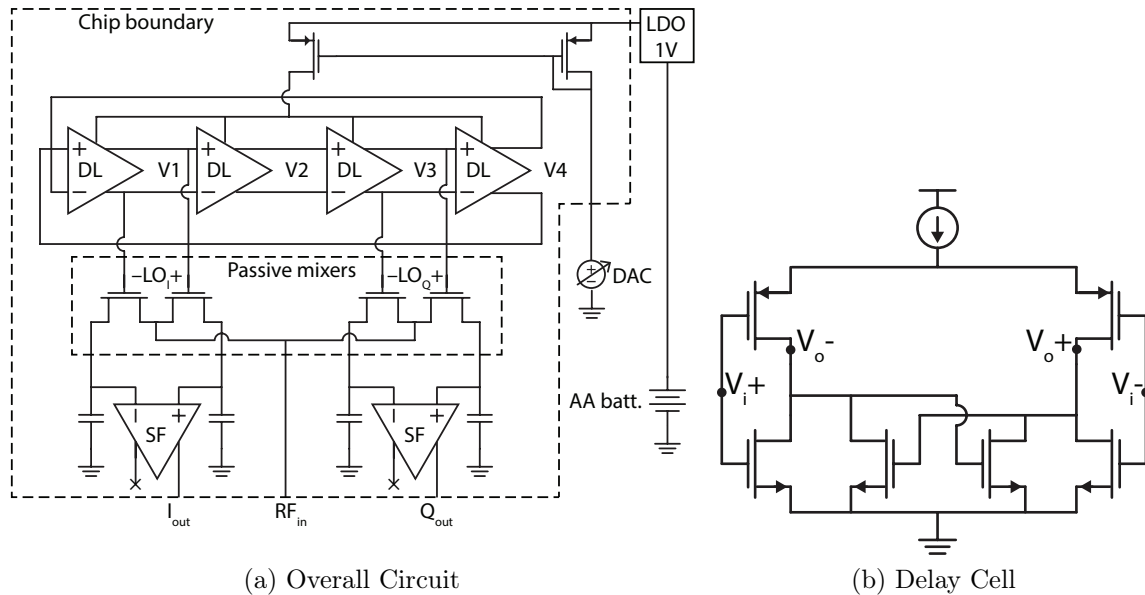 Chip boundary
LDO
1V
+ DL −
V1
+ DL −
V2
+ DL −
V3
+ DL −
V4
Passive mixers
−LO_I+
−LO_Q+
+ − DAC
AA batt.
− + SF
− + SF
I_out
RF_in
Q_out
(a) Overall Circuit
V_o-
V_o+
V_i+
V_i-
(b) Delay Cell